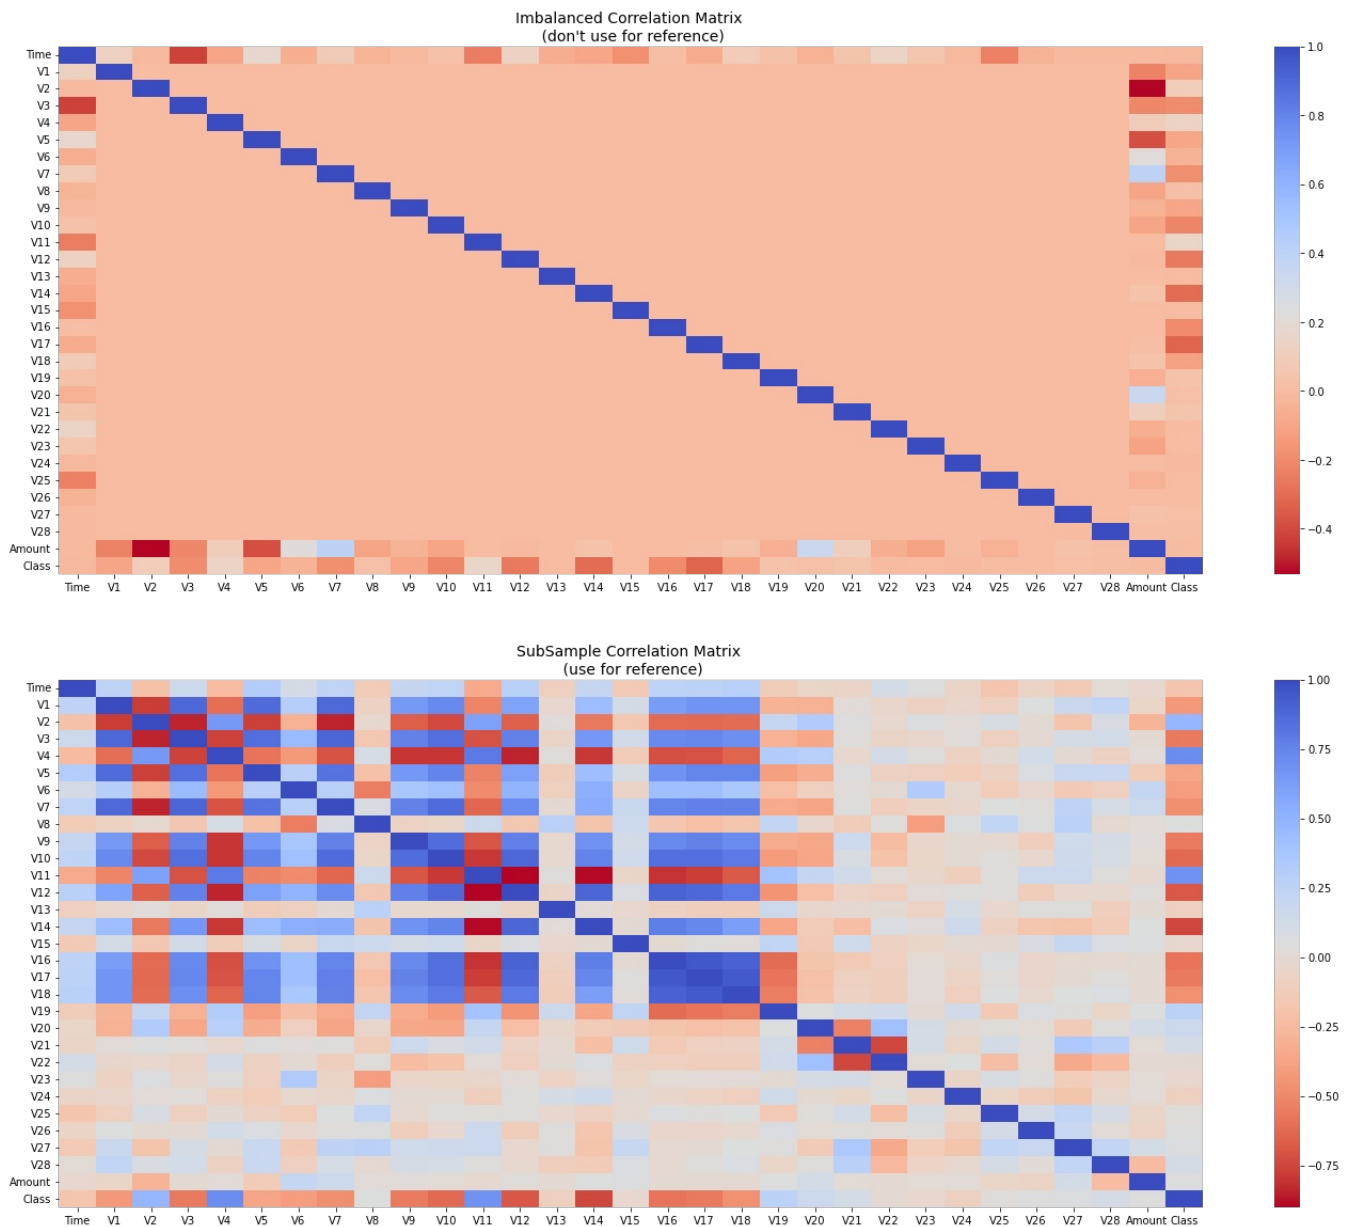 Imbalanced Correlation Matrix
(don't use for reference)
Time
V1
V2
V3
V4
V5
V6
V7
V8
V9
V10
V11
V12
V13
V14
V15
V16
V17
V18
V19
V20
V21
V22
V23
V24
V25
V26
V27
V28
Amount
Class
Time V1 V2 V3 V4 V5 V6 V7 V8 V9 V10 V11 V12 V13 V14 V15 V16 V17 V18 V19 V20 V21 V22 V23 V24 V25 V26 V27 V28 Amount Class
1.0
0.8
0.6
0.4
0.2
0.0
−0.2
−0.4
SubSample Correlation Matrix
(use for reference)
Time
V1
V2
V3
V4
V5
V6
V7
V8
V9
V10
V11
V12
V13
V14
V15
V16
V17
V18
V19
V20
V21
V22
V23
V24
V25
V26
V27
V28
Amount
Class
Time V1 V2 V3 V4 V5 V6 V7 V8 V9 V10 V11 V12 V13 V14 V15 V16 V17 V18 V19 V20 V21 V22 V23 V24 V25 V26 V27 V28 Amount Class
1.00
0.75
0.50
0.25
0.00
−0.25
−0.50
−0.75